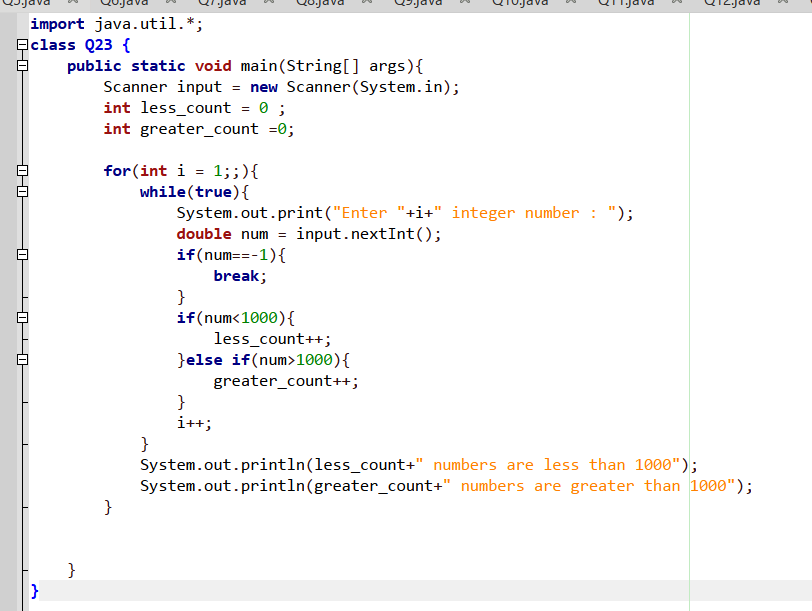 Q5.java Q6.java Q7.java Q8.java Q9.java Q10.java Q11.java Q12.java
import java.util.*;
class Q23 {
    public static void main(String[] args){
        Scanner input = new Scanner(System.in);
        int less_count = 0 ;
        int greater_count =0;
        for(int i = 1;;){
            while(true){
                System.out.print("Enter "+i+" integer number : ");
                double num = input.nextInt();
                if(num==-1){
                    break;
                }
                if(num<1000){
                    less_count++;
                }else if(num>1000){
                    greater_count++;
                }
                i++;
            }
            System.out.println(less_count+" numbers are less than 1000");
            System.out.println(greater_count+" numbers are greater than 1000");
        }
    }
}